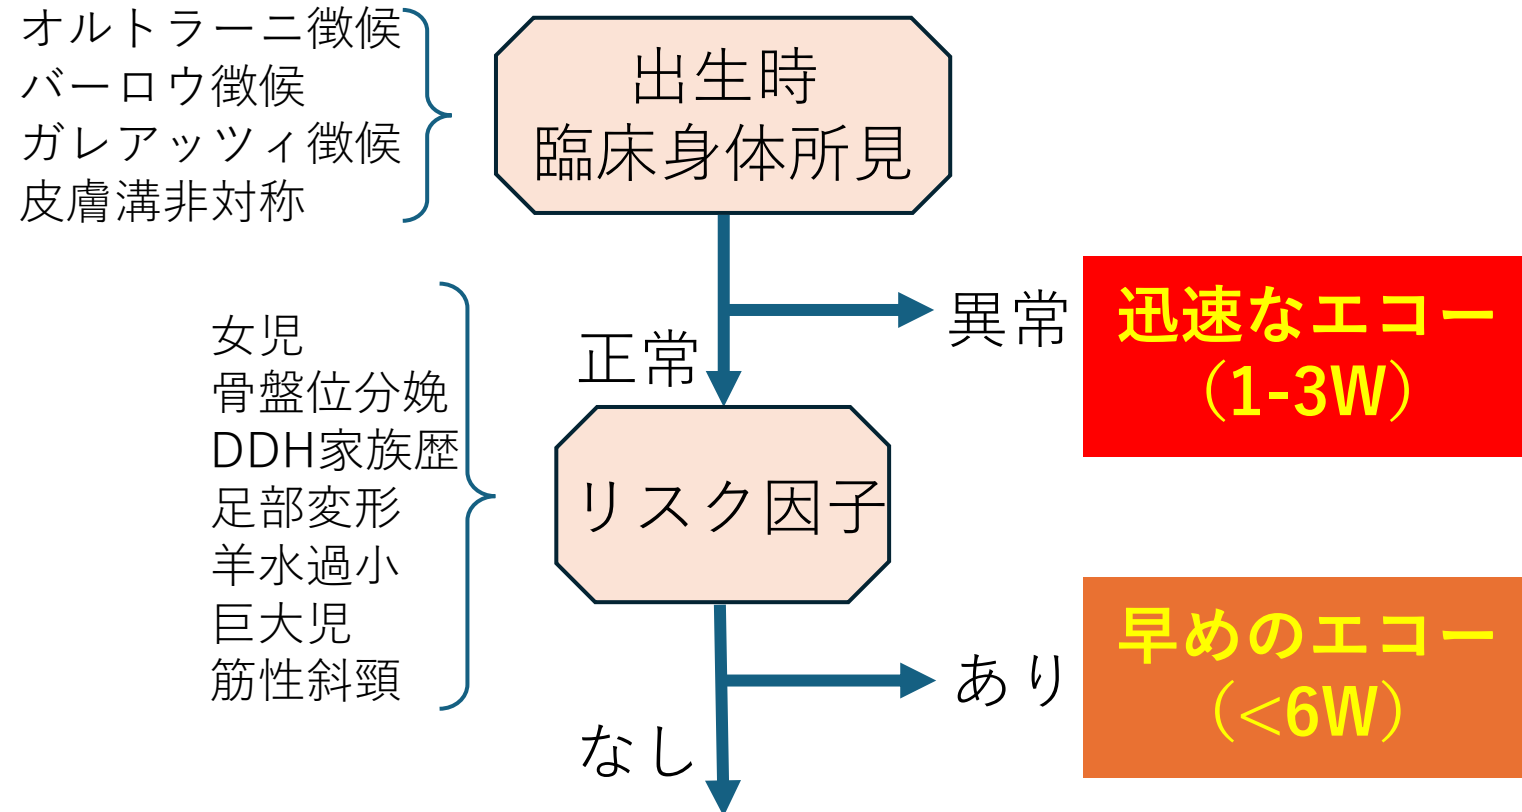 オルトラーニ徴候
バーロウ徴候
ガレアッツィ徴候
皮膚溝非対称
出生時
臨床身体所見
異常
迅速なエコー
（1-3W）
正常
女児
骨盤位分娩
DDH家族歴
足部変形
羊水過小
巨大児
筋性斜頸
リスク因子
あり
早めのエコー
（<6W）
なし